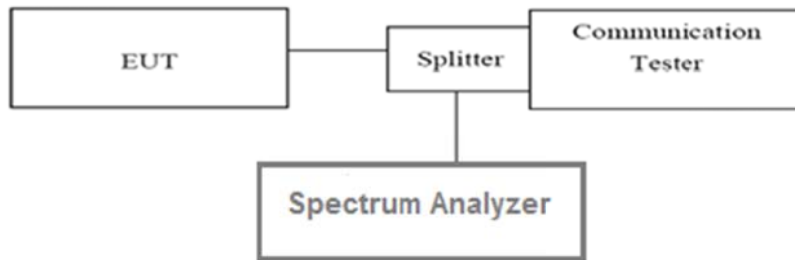 EUT
Splitter
Communication
Tester
Spectrum Analyzer